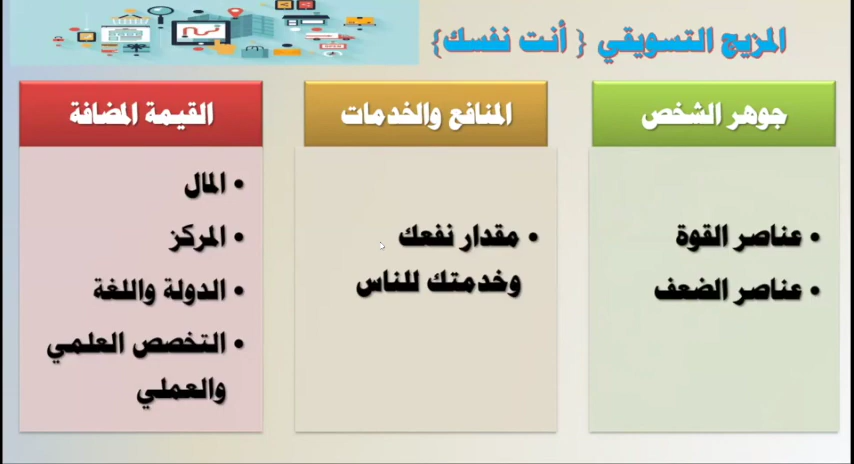 المزيج التسويقي { أنت نفسك}
جوهر الشخص
• عناصر القوة
• عناصر الضعف
المنافع والخدمات
• مقدار نفعك
وخدمتك للناس
القيمة المضافة
• المال
• المركز
• الدولة واللغة
• التخصص العلمي
والعملي